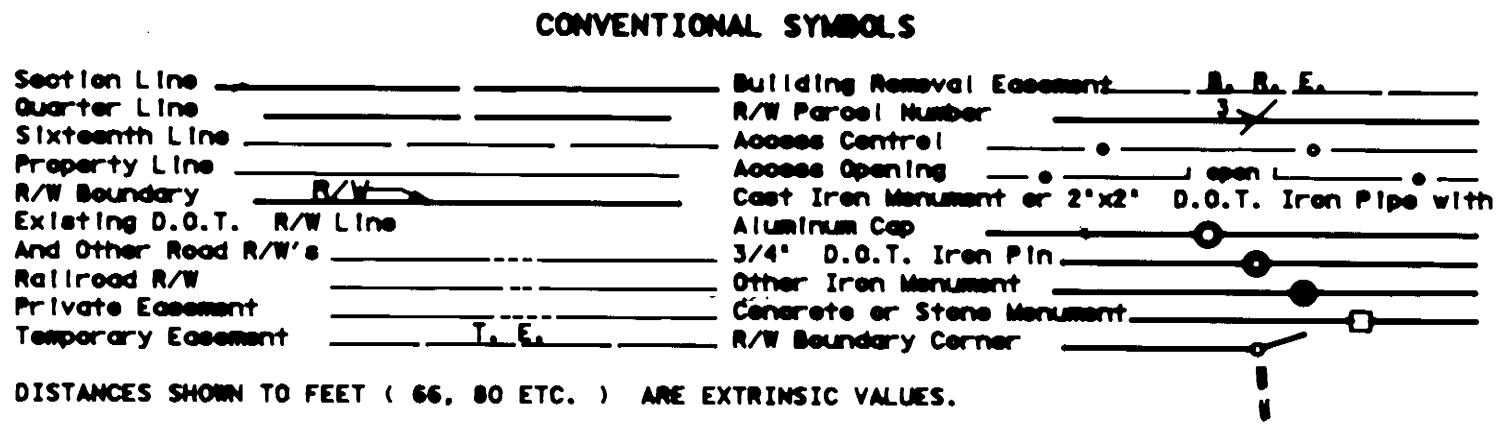 CONVENTIONAL SYMBOLS
Section Line
Quarter Line
Sixteenth Line
Property Line
R/W Boundary R/W
Existing D.O.T. R/W Line
And Other Road R/W's
Railroad R/W
Private Easement
Temporary Easement T. E.
Building Removal Easement B. R. E.
R/W Parcel Number 3
Access Control
Access Opening open
Cast Iron Monument or 2"x2" D.O.T. Iron Pipe with
Aluminum Cap
3/4" D.O.T. Iron Pin
Other Iron Monument
Concrete or Stone Monument
R/W Boundary Corner
DISTANCES SHOWN TO FEET ( 66, 80 ETC. ) ARE EXTRINSIC VALUES.